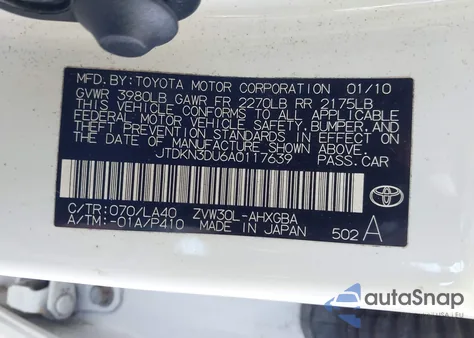 MFD. BY: TOYOTA MOTOR CORPORATION 01/10
GVWR 3980LB GAWR FR 2270LB RR 2175LB
THIS VEHICLE CONFORMS TO ALL APPLICABLE
FEDERAL MOTOR VEHICLE SAFETY, BUMPER,
AND THEFT PREVENTION STANDARDS IN EFFECT ON
THE DATE OF MANUFACTURE SHOWN ABOVE.
JTDKN3DU6A0117639 PASS.CAR
C/TR: 070/LA40 ZVW30L-AHXGBA
A/TM: -01A/P410 MADE IN JAPAN 502 A
autaSnap